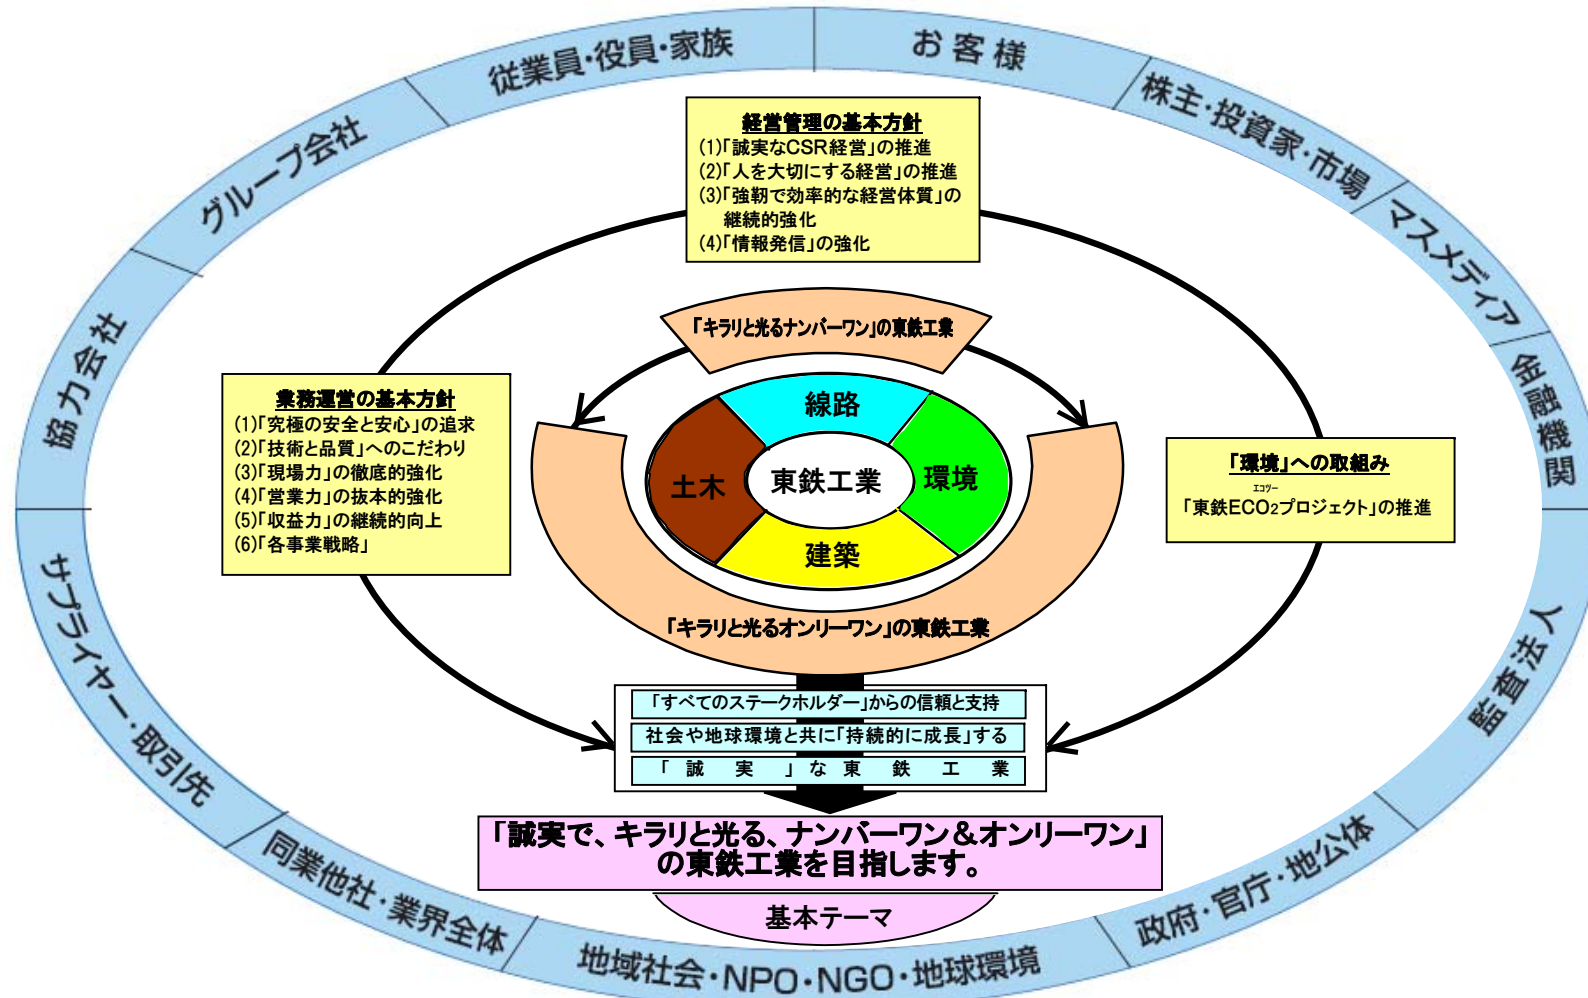 従業員・役員・家族
お客様
株主・投資家・市場
マスメディア
金融機関
監査法人
政府・官庁・地公体
地域社会・NPO・NGO・地球環境
同業他社・業界全体
サプライヤー・取引先
協力会社
グループ会社
経営管理の基本方針
(1)「誠実なCSR経営」の推進
(2)「人を大切にする経営」の推進
(3)「強靭で効率的な経営体質」の
継続的強化
(4)「情報発信」の強化
業務運営の基本方針
(1)「究極の安全と安心」の追求
(2)「技術と品質」へのこだわり
(3)「現場力」の徹底的強化
(4)「営業力」の抜本的強化
(5)「収益力」の継続的向上
(6)「各事業戦略」
「環境」への取組み
エコツー
「東鉄ECO₂プロジェクト」の推進
「キラリと光るナンバーワン」の東鉄工業
線路
土木
東鉄工業
環境
建築
「キラリと光るオンリーワン」の東鉄工業
「すべてのステークホルダー」からの信頼と支持
社会や地球環境と共に「持続的に成長」する
「誠実」な東鉄工業
「誠実で、キラリと光る、ナンバーワン＆オンリーワン」
の東鉄工業を目指します。
基本テーマ